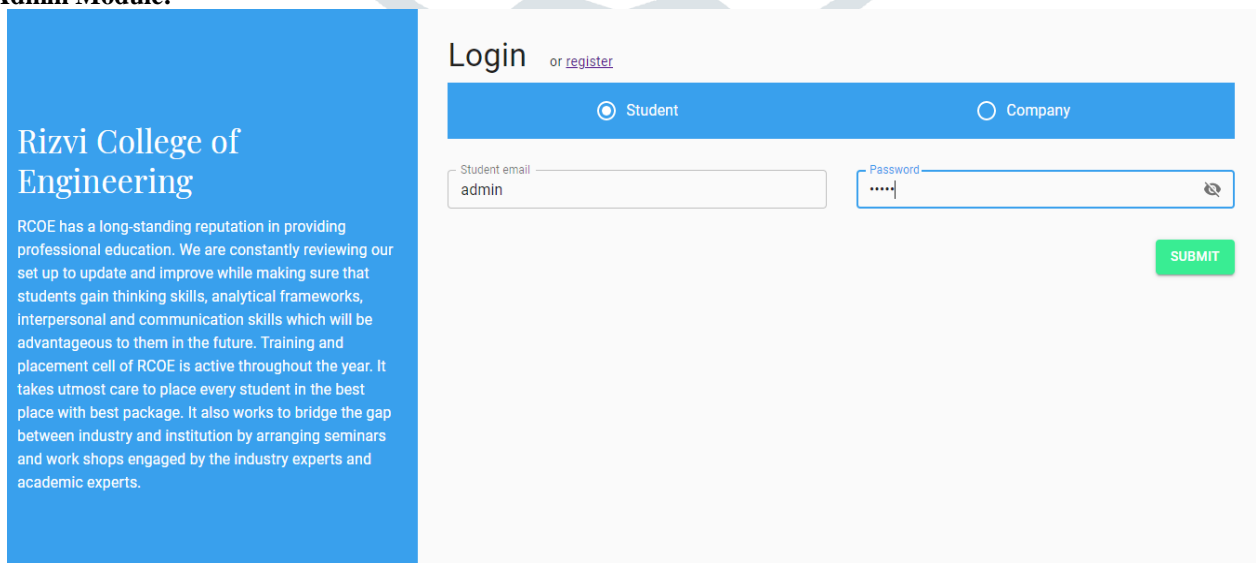 Admin Module:
Login or register
Student Company
Rizvi College of
Engineering
RCOE has a long-standing reputation in providing
professional education. We are constantly reviewing our
set up to update and improve while making sure that
students gain thinking skills, analytical frameworks,
interpersonal and communication skills which will be
advantageous to them in the future. Training and
placement cell of RCOE is active throughout the year. It
takes utmost care to place every student in the best
place with best package. It also works to bridge the gap
between industry and institution by arranging seminars
and work shops engaged by the industry experts and
academic experts.
Student email
admin
Password
•••••
SUBMIT